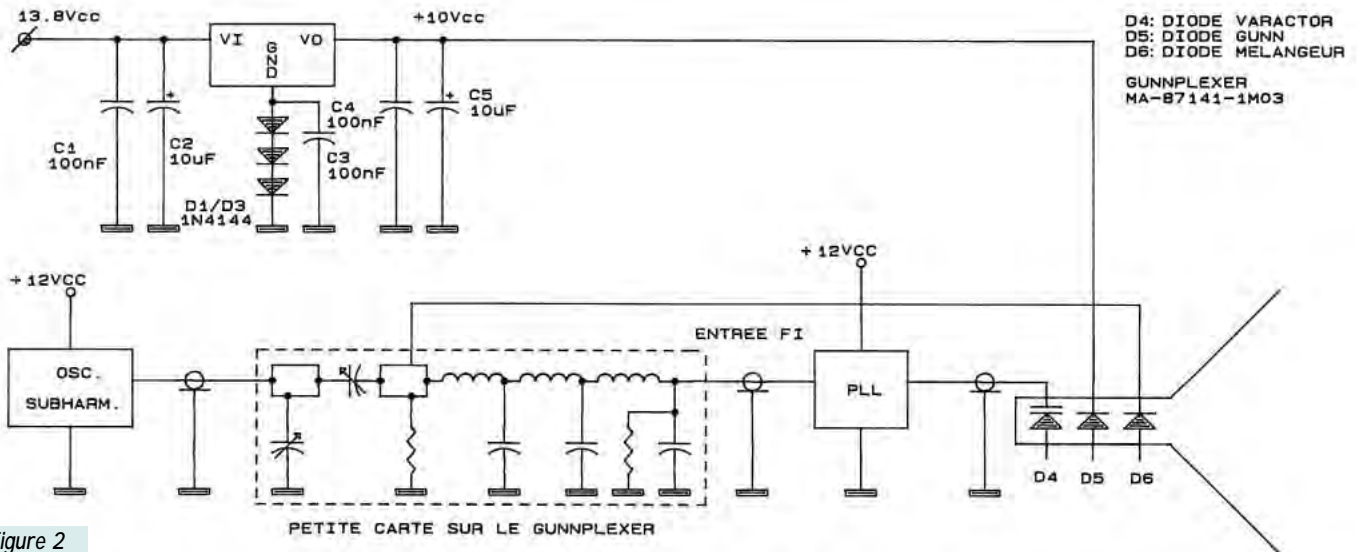 13.8Vcc
+10Vcc
VI
VO
GND
C1
100nF
C2
10uF
C4
100nF
C3
100nF
C5
10uF
D1/D3
1N4144
D4: DIODE VARACTOR
D5: DIODE GUNN
D6: DIODE MELANGEUR
GUNNPLEXER
MA-87141-1M03
+12VCC
+12VCC
ENTREE FI
OSC.
SUBHARM.
PLL
D4
D5
D6
PETITE CARTE SUR LE GUNNPLEXER
igure 2